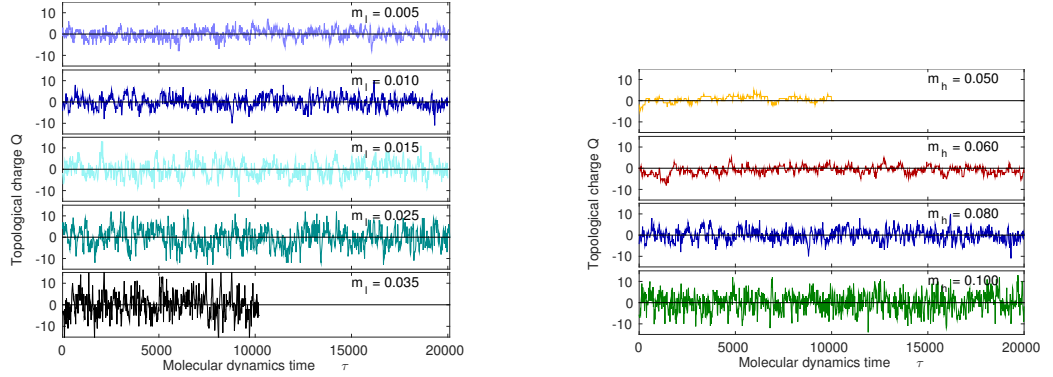 m_l = 0.005
10
0
-10
m_l = 0.010
10
0
-10
m_l = 0.015
10
0
-10
m_l = 0.025
10
0
-10
m_l = 0.035
10
0
-10
0 5000 10000 15000 20000
Molecular dynamics time τ
Topological charge Q
m_h = 0.050
10
0
-10
m_h = 0.060
10
0
-10
m_h = 0.080
10
0
-10
m_h = 0.100
10
0
-10
0 5000 10000 15000 20000
Molecular dynamics time τ
Topological charge Q